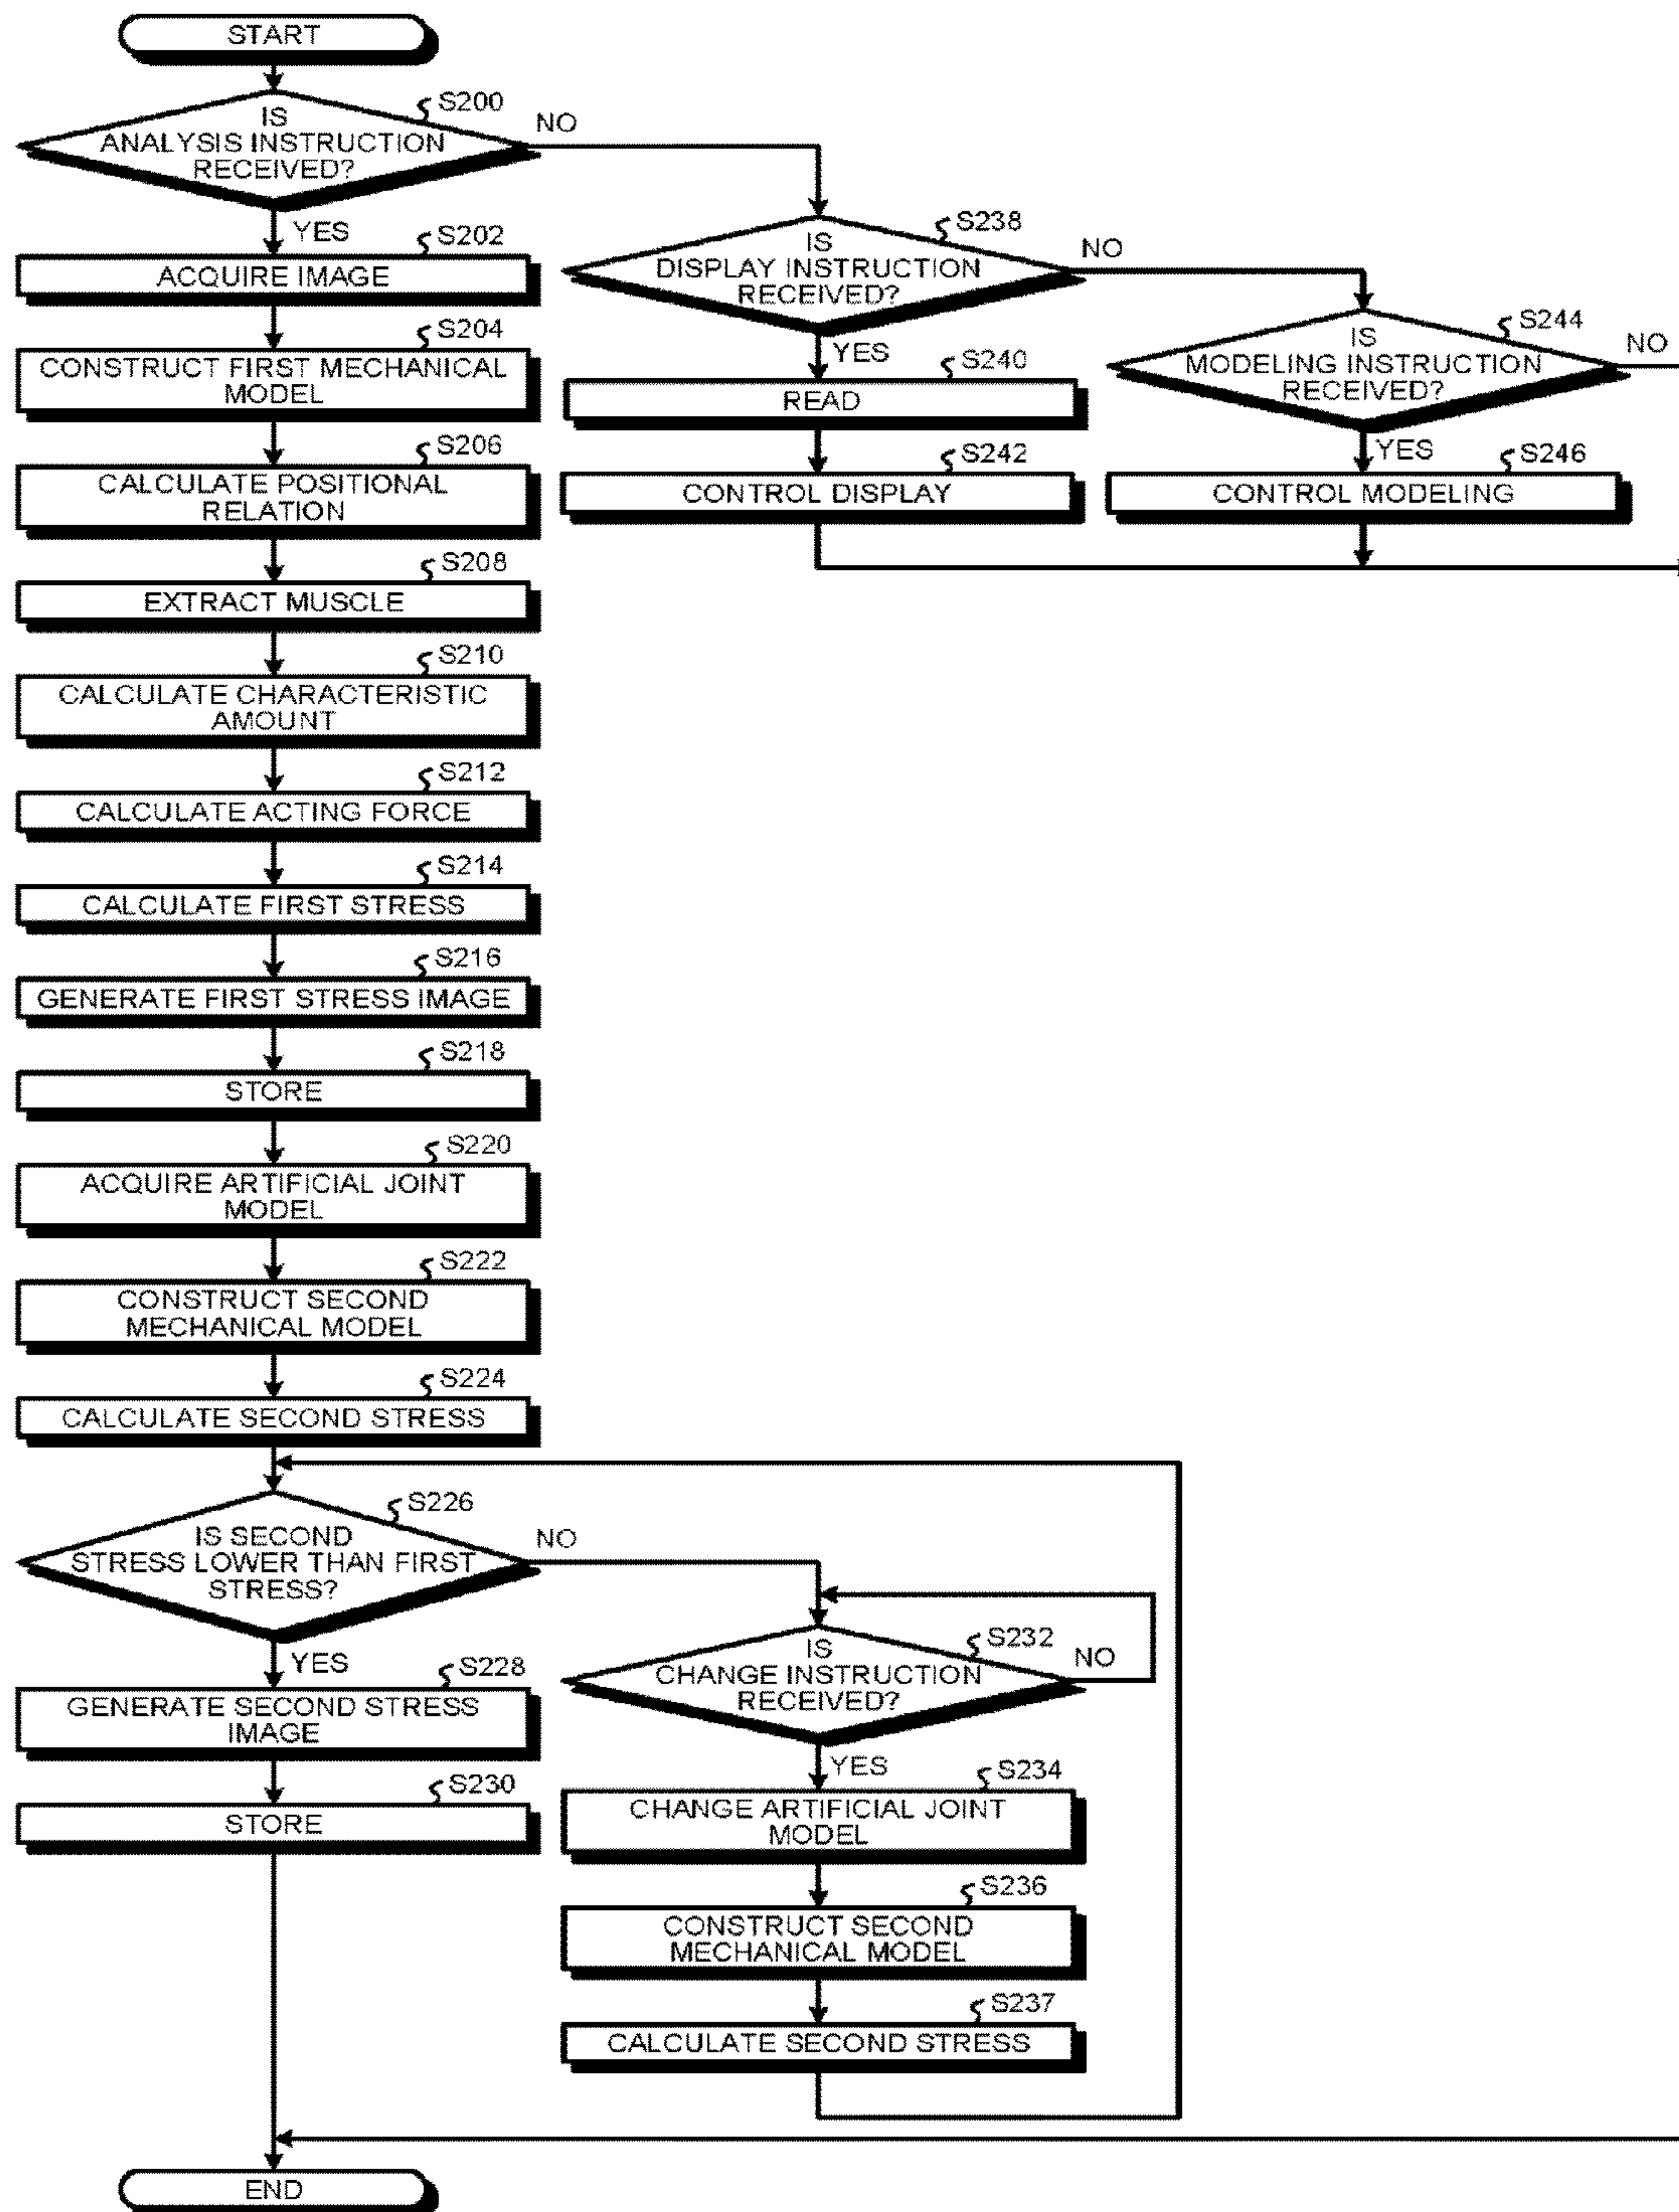 START
S200
IS
ANALYSIS INSTRUCTION
RECEIVED?
NO
YES
S202
ACQUIRE IMAGE
S204
CONSTRUCT FIRST MECHANICAL
MODEL
S206
CALCULATE POSITIONAL
RELATION
S208
EXTRACT MUSCLE
S210
CALCULATE CHARACTERISTIC
AMOUNT
S212
CALCULATE ACTING FORCE
S214
CALCULATE FIRST STRESS
S216
GENERATE FIRST STRESS IMAGE
S218
STORE
S220
ACQUIRE ARTIFICIAL JOINT
MODEL
S222
CONSTRUCT SECOND
MECHANICAL MODEL
S224
CALCULATE SECOND STRESS
S226
IS SECOND
STRESS LOWER THAN FIRST
STRESS?
NO
YES
S228
GENERATE SECOND STRESS
IMAGE
S230
STORE
S232
IS
CHANGE INSTRUCTION
RECEIVED?
NO
YES
S234
CHANGE ARTIFICIAL JOINT
MODEL
S236
CONSTRUCT SECOND
MECHANICAL MODEL
S237
CALCULATE SECOND STRESS
S238
IS
DISPLAY INSTRUCTION
RECEIVED?
NO
YES
S240
READ
S242
CONTROL DISPLAY
S244
IS
MODELING INSTRUCTION
RECEIVED?
NO
YES
S246
CONTROL MODELING
END